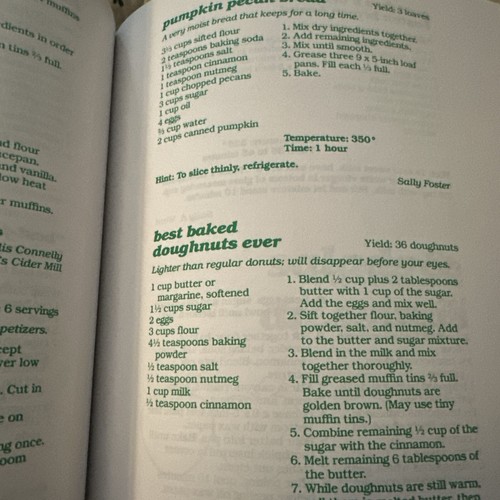 muffins
dients in order
n tins ⅔ full.
d flour
cepan.
nd vanilla.
low heat
r muffins.
lis Connelly
's Cider Mill
6 servings
petizers.
cept
ver low
. Cut in
e on
ng once.
oom
pumpkin pecan bread
Yield: 3 loaves
A very moist bread that keeps for a long time.
3½ cups sifted flour
2 teaspoons baking soda
1½ teaspoons salt
1 teaspoon cinnamon
1 teaspoon nutmeg
1 cup chopped pecans
3 cups sugar
1 cup oil
4 eggs
⅔ cup water
2 cups canned pumpkin
1. Mix dry ingredients together.
2. Add remaining ingredients.
3. Mix until smooth.
4. Grease three 9 x 5-inch loaf
pans. Fill each full.
5. Bake.
Temperature: 350°
Time: 1 hour
Hint: To slice thinly, refrigerate.
Sally Foster
best baked
doughnuts ever
Yield: 36 doughnuts
Lighter than regular donuts; will disappear before your eyes.
1 cup butter or
margarine, softened
1½ cups sugar
2 eggs
3 cups flour
4½ teaspoons baking
powder
½ teaspoon salt
½ teaspoon nutmeg
1 cup milk
½ teaspoon cinnamon
1. Blend ½ cup plus 2 tablespoons
butter with 1 cup of the sugar.
Add the eggs and mix well.
2. Sift together flour, baking
powder, salt, and nutmeg. Add
to the butter and sugar mixture.
3. Blend in the milk and mix
together thoroughly.
4. Fill greased muffin tins ⅔ full.
Bake until doughnuts are
golden brown. (May use tiny
muffin tins.)
5. Combine remaining ½ cup of the
sugar with the cinnamon.
6. Melt remaining 6 tablespoons of
the butter.
7. While doughnuts are still warm,
butter, then